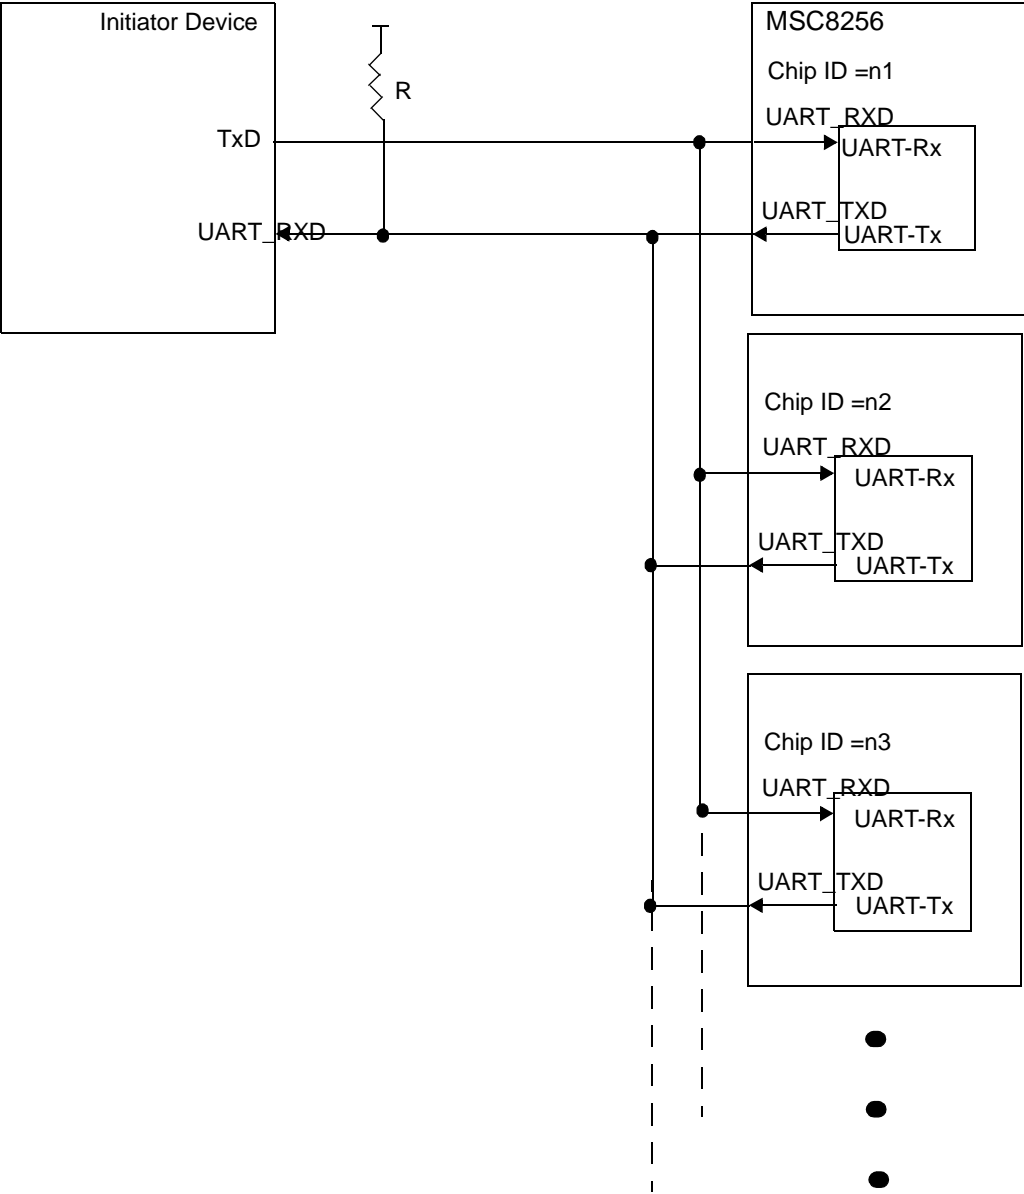 Initiator Device
R
TxD
UART_RXD
MSC8256
Chip ID =n1
UART_RXD
UART-Rx
UART_TXD
UART-Tx
Chip ID =n2
UART_RXD
UART-Rx
UART_TXD
UART-Tx
Chip ID =n3
UART_RXD
UART-Rx
UART_TXD
UART-Tx